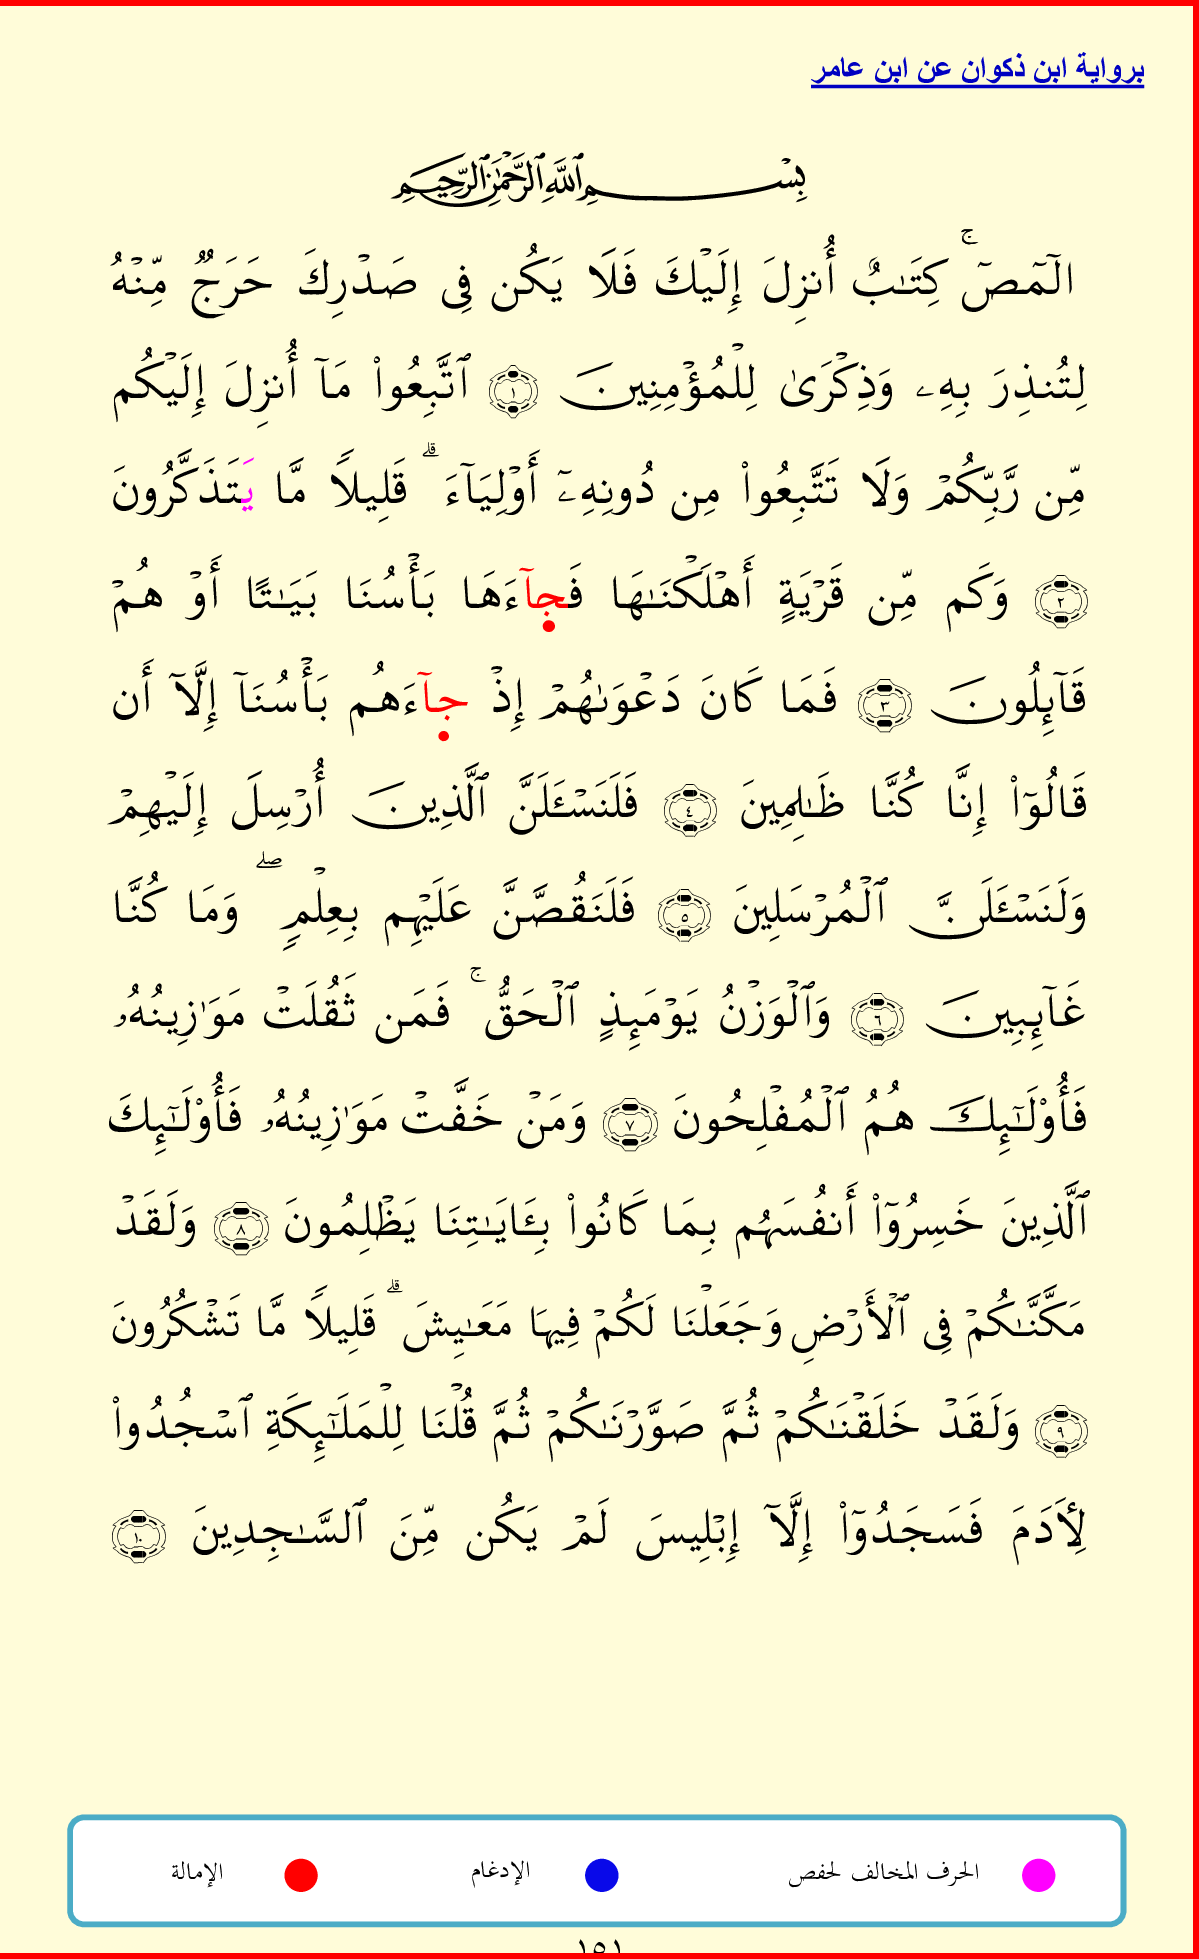 برواية ابن ذكوان عن ابن عامر
بِسْمِ ٱللَّهِ ٱلرَّحْمَٰنِ ٱلرَّحِيمِ
الٓمٓصٓ ۚ كِتَـٰبٌ أُنزِلَ إِلَيْكَ فَلَا يَكُن فِى صَدْرِكَ حَرَجٌ مِّنْهُ
لِتُنذِرَ بِهِۦ وَذِكْرَىٰ لِلْمُؤْمِنِينَ ١ ٱتَّبِعُوا۟ مَآ أُنزِلَ إِلَيْكُم
مِّن رَّبِّكُمْ وَلَا تَتَّبِعُوا۟ مِن دُونِهِۦٓ أَوْلِيَآءَ ۗ قَلِيلًا مَّا يَتَذَكَّرُونَ
٢ وَكَم مِّن قَرْيَةٍ أَهْلَكْنَـٰهَا فَجآءَهَا بَأْسُنَا بَيَـٰتًا أَوْ هُمْ
قَآئِلُونَ ٣ فَمَا كَانَ دَعْوَىٰهُمْ إِذْ جآءَهُم بَأْسُنَآ إِلَّآ أَن
قَالُوٓا۟ إِنَّا كُنَّا ظَـٰلِمِينَ ٤ فَلَنَسْـَٔلَنَّ ٱلَّذِينَ أُرْسِلَ إِلَيْهِمْ
وَلَنَسْـَٔلَنَّ ٱلْمُرْسَلِينَ ٥ فَلَنَقُصَّنَّ عَلَيْهِم بِعِلْمٍ ۖ وَمَا كُنَّا
غَآئِبِينَ ٦ وَٱلْوَزْنُ يَوْمَئِذٍ ٱلْحَقُّ ۚ فَمَن ثَقُلَتْ مَوَٰزِينُهُۥ
فَأُو۟لَـٰٓئِكَ هُمُ ٱلْمُفْلِحُونَ ٧ وَمَنْ خَفَّتْ مَوَٰزِينُهُۥ فَأُو۟لَـٰٓئِكَ
ٱلَّذِينَ خَسِرُوٓا۟ أَنفُسَهُم بِمَا كَانُوا۟ بِـَٔايَـٰتِنَا يَظْلِمُونَ ٨ وَلَقَدْ
مَكَّنَّـٰكُمْ فِى ٱلْأَرْضِ وَجَعَلْنَا لَكُمْ فِيهَا مَعَـٰيِشَ ۗ قَلِيلًا مَّا تَشْكُرُونَ
٩ وَلَقَدْ خَلَقْنَـٰكُمْ ثُمَّ صَوَّرْنَـٰكُمْ ثُمَّ قُلْنَا لِلْمَلَـٰٓئِكَةِ ٱسْجُدُوا۟
لِـَٔادَمَ فَسَجَدُوٓا۟ إِلَّآ إِبْلِيسَ لَمْ يَكُن مِّنَ ٱلسَّـٰجِدِينَ ١٠
الحرف المخالف لحفص الإدغام الإمالة
١٥١